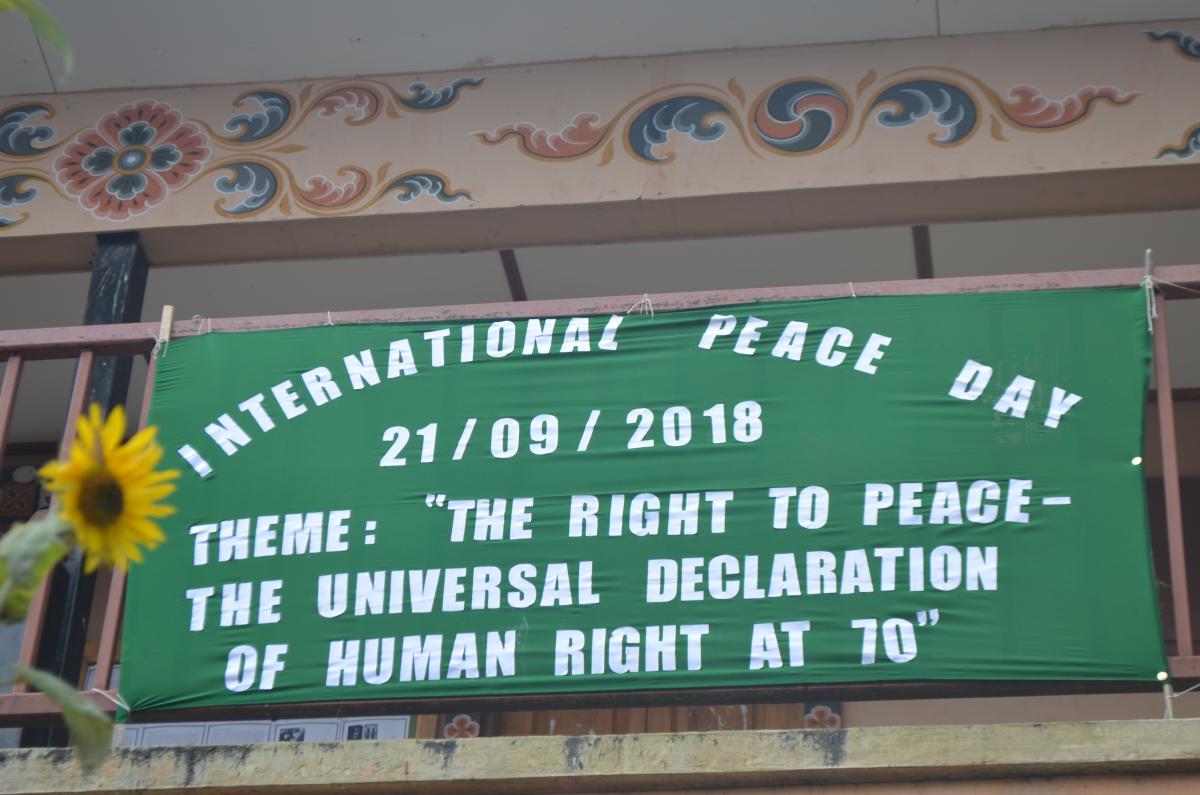 INTERNATIONAL PEACE DAY
21/09/2018
THEME: "THE RIGHT TO PEACE-
THE UNIVERSAL DECLARATION
OF HUMAN RIGHT AT 70"